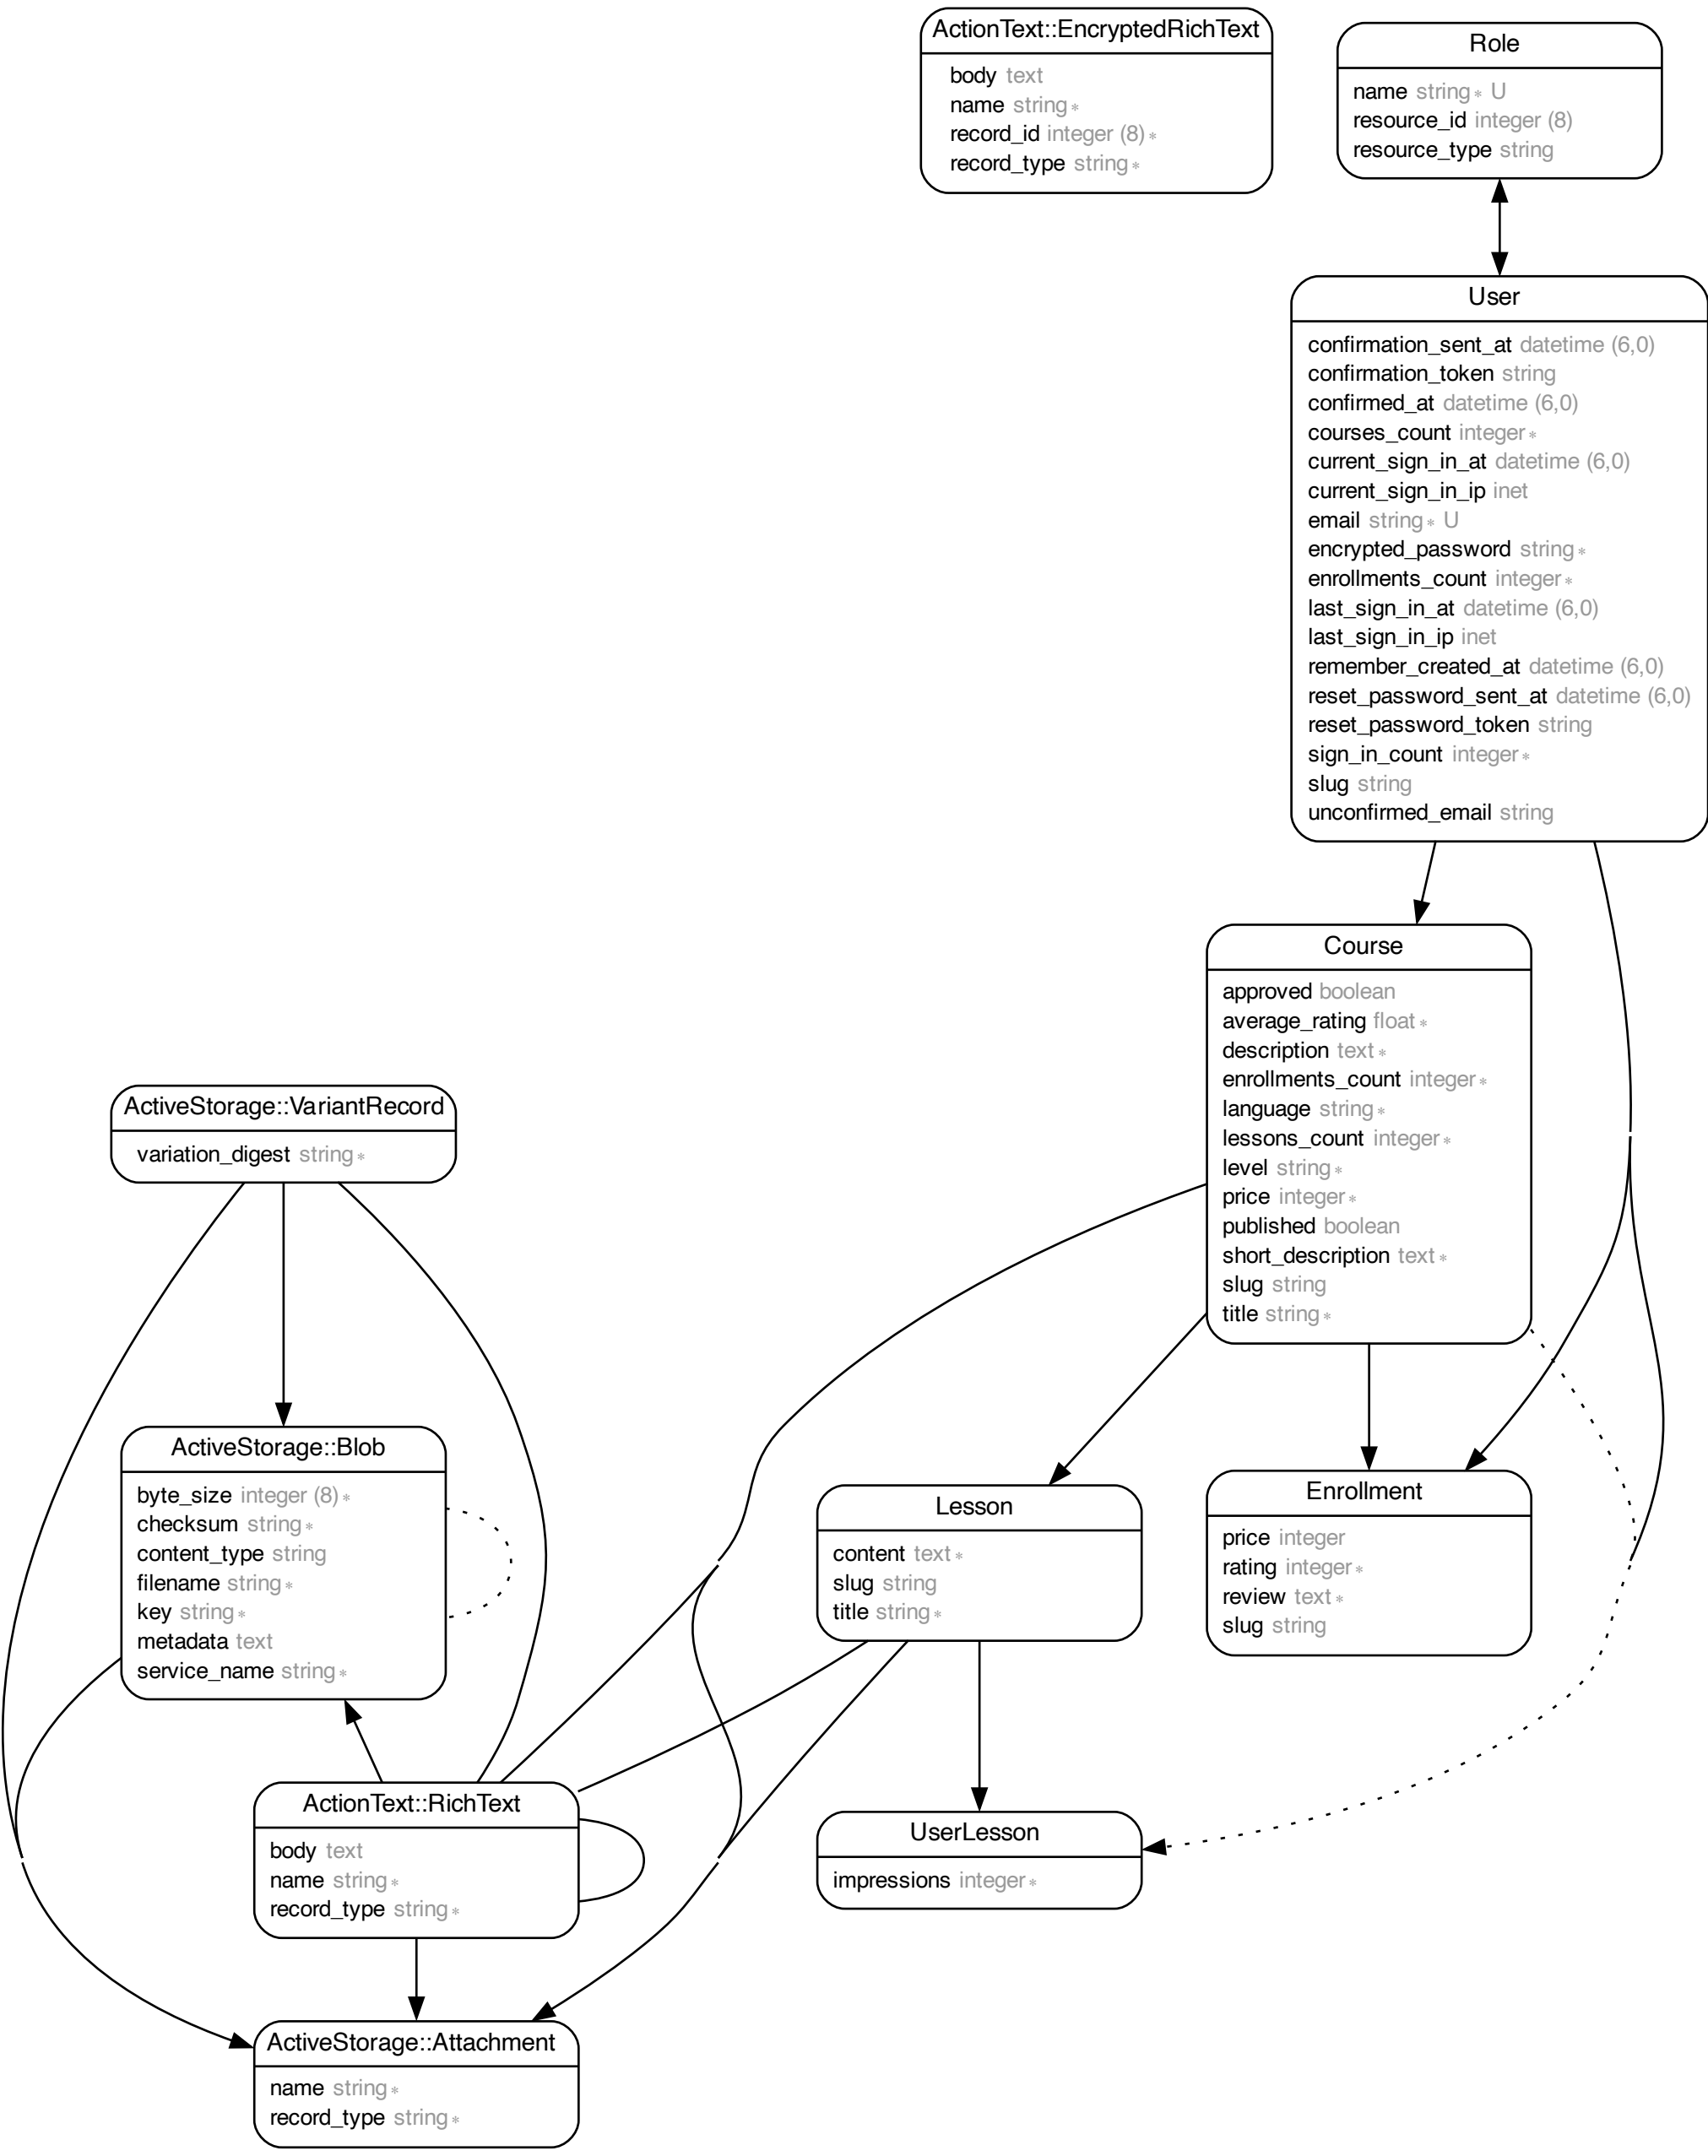 ActionText::EncryptedRichText
body text
name string *
record_id integer (8) *
record_type string *
Role
name string * U
resource_id integer (8)
resource_type string
User
confirmation_sent_at datetime (6,0)
confirmation_token string
confirmed_at datetime (6,0)
courses_count integer *
current_sign_in_at datetime (6,0)
current_sign_in_ip inet
email string * U
encrypted_password string *
enrollments_count integer *
last_sign_in_at datetime (6,0)
last_sign_in_ip inet
remember_created_at datetime (6,0)
reset_password_sent_at datetime (6,0)
reset_password_token string
sign_in_count integer *
slug string
unconfirmed_email string
Course
approved boolean
average_rating float *
description text *
enrollments_count integer *
language string *
lessons_count integer *
level string *
price integer *
published boolean
short_description text *
slug string
title string *
ActiveStorage::VariantRecord
variation_digest string *
ActiveStorage::Blob
byte_size integer (8) *
checksum string *
content_type string
filename string *
key string *
metadata text
service_name string *
Lesson
content text *
slug string
title string *
Enrollment
price integer
rating integer *
review text *
slug string
ActionText::RichText
body text
name string *
record_type string *
UserLesson
impressions integer *
ActiveStorage::Attachment
name string *
record_type string *